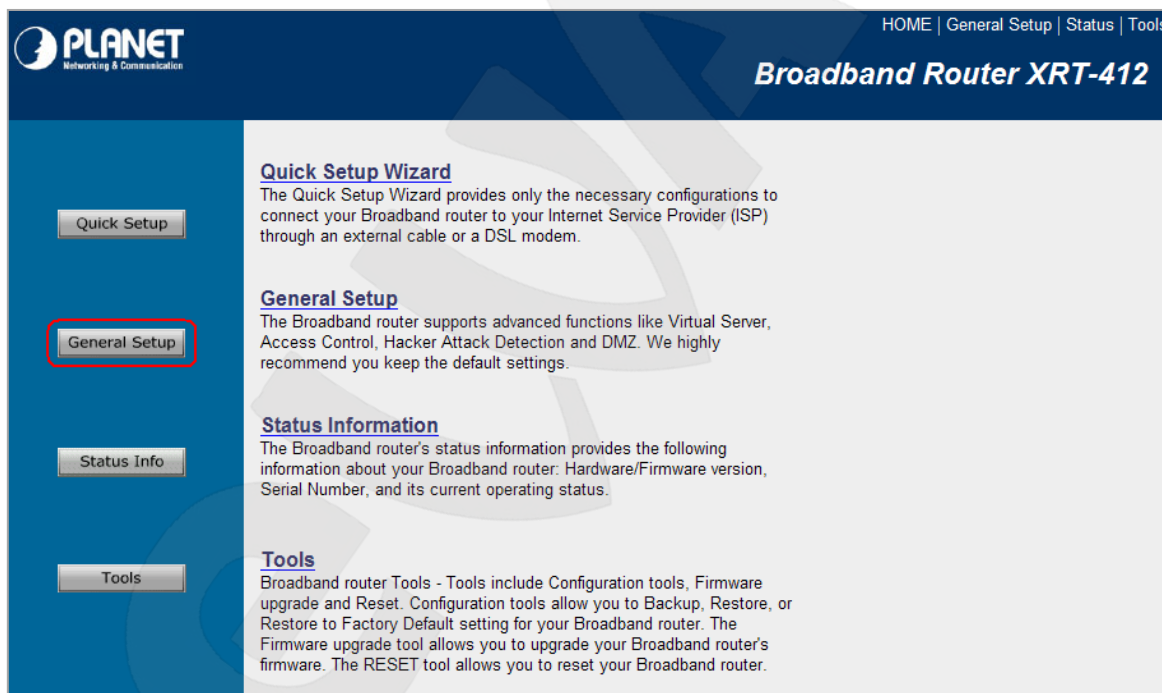 PLANET
Networking & Communication
HOME | General Setup | Status | Tools
Broadband Router XRT-412
Quick Setup
Quick Setup Wizard
The Quick Setup Wizard provides only the necessary configurations to
connect your Broadband router to your Internet Service Provider (ISP)
through an external cable or a DSL modem.
General Setup
General Setup
The Broadband router supports advanced functions like Virtual Server,
Access Control, Hacker Attack Detection and DMZ. We highly
recommend you keep the default settings.
Status Info
Status Information
The Broadband router's status information provides the following
information about your Broadband router: Hardware/Firmware version,
Serial Number, and its current operating status.
Tools
Tools
Broadband router Tools - Tools include Configuration tools, Firmware
upgrade and Reset. Configuration tools allow you to Backup, Restore, or
Restore to Factory Default setting for your Broadband router. The
Firmware upgrade tool allows you to upgrade your Broadband router's
firmware. The RESET tool allows you to reset your Broadband router.